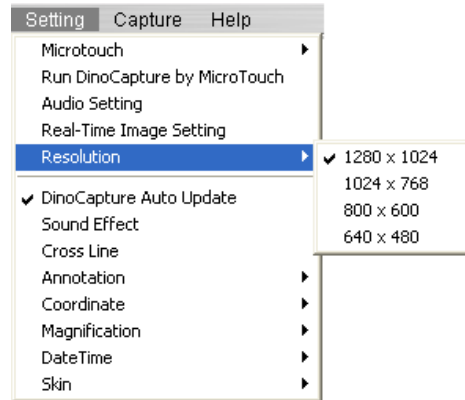 Setting Capture Help
Microtouch
Run DinoCapture by MicroTouch
Audio Setting
Real-Time Image Setting
Resolution
1280 x 1024
1024 x 768
800 x 600
640 x 480
DinoCapture Auto Update
Sound Effect
Cross Line
Annotation
Coordinate
Magnification
DateTime
Skin